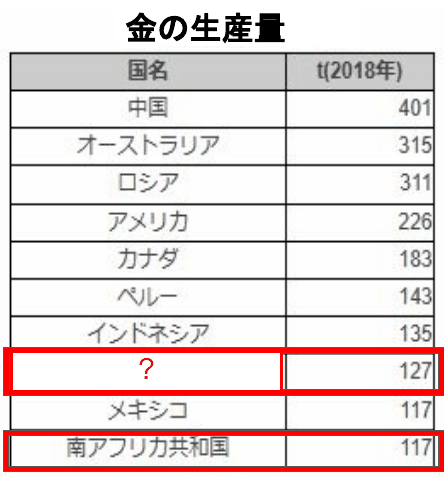 金の生産量
国名 t(2018年)
中国 401
オーストラリア 315
ロシア 311
アメリカ 226
カナダ 183
ペルー 143
インドネシア 135
? 127
メキシコ 117
南アフリカ共和国 117